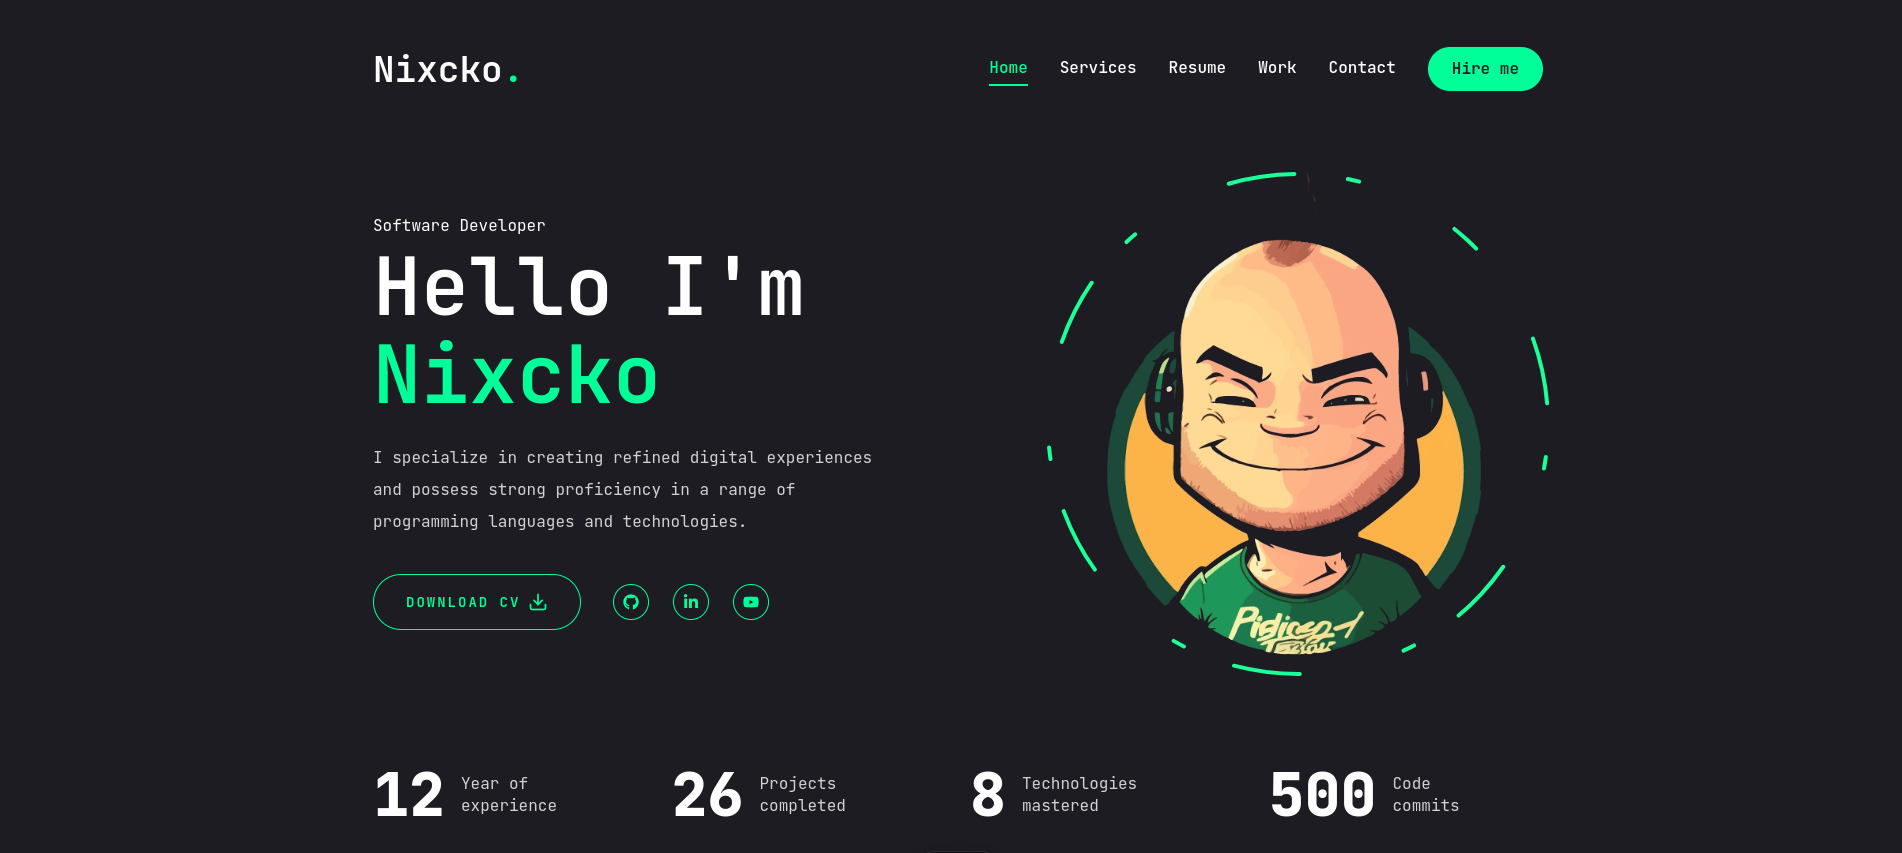 Nixcko.
Home Services Resume Work Contact Hire me
Software Developer
Hello I'm
Nixcko
I specialize in creating refined digital experiences
and possess strong proficiency in a range of
programming languages and technologies.
DOWNLOAD CV
in
12 Year of
experience
26 Projects
completed
8 Technologies
mastered
500 Code
commits